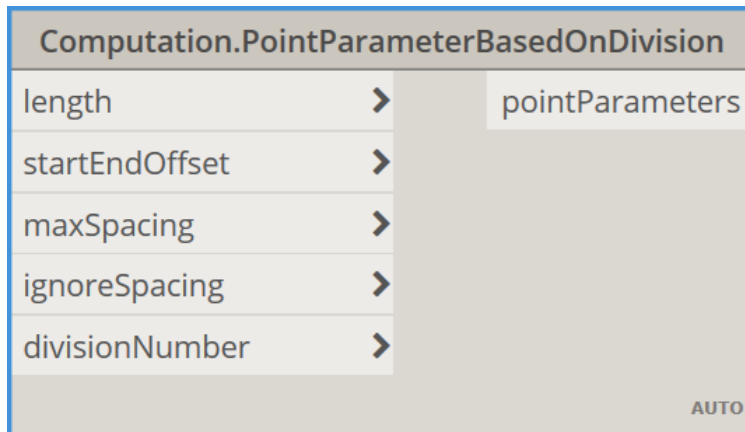 Computation.PointParameterBasedOnDivision
length
pointParameters
startEndOffset
maxSpacing
ignoreSpacing
divisionNumber
AUTO